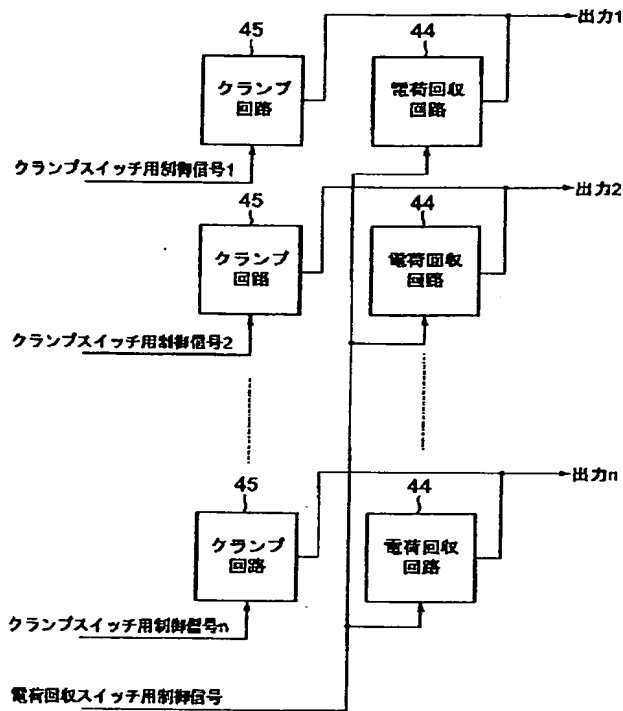 45
44
出力1
クランプ
回路
電荷回収
回路
クランプスイッチ用制御信号1
45
44
出力2
クランプ
回路
電荷回収
回路
クランプスイッチ用制御信号2
45
44
出力n
クランプ
回路
電荷回収
回路
クランプスイッチ用制御信号n
電荷回収スイッチ用制御信号